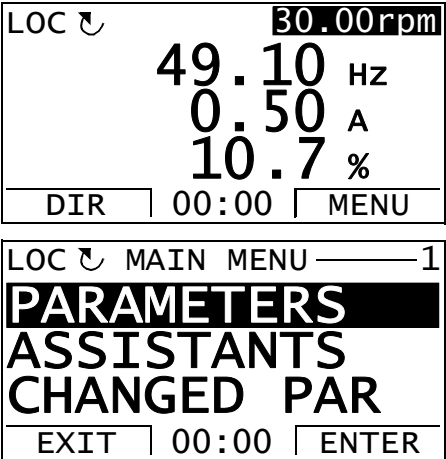 LOC ↻ 30.00rpm
49.10 Hz
0.50 A
10.7 %
DIR 00:00 MENU
LOC ↻ MAIN MENU 1
PARAMETERS
ASSISTANTS
CHANGED PAR
EXIT 00:00 ENTER